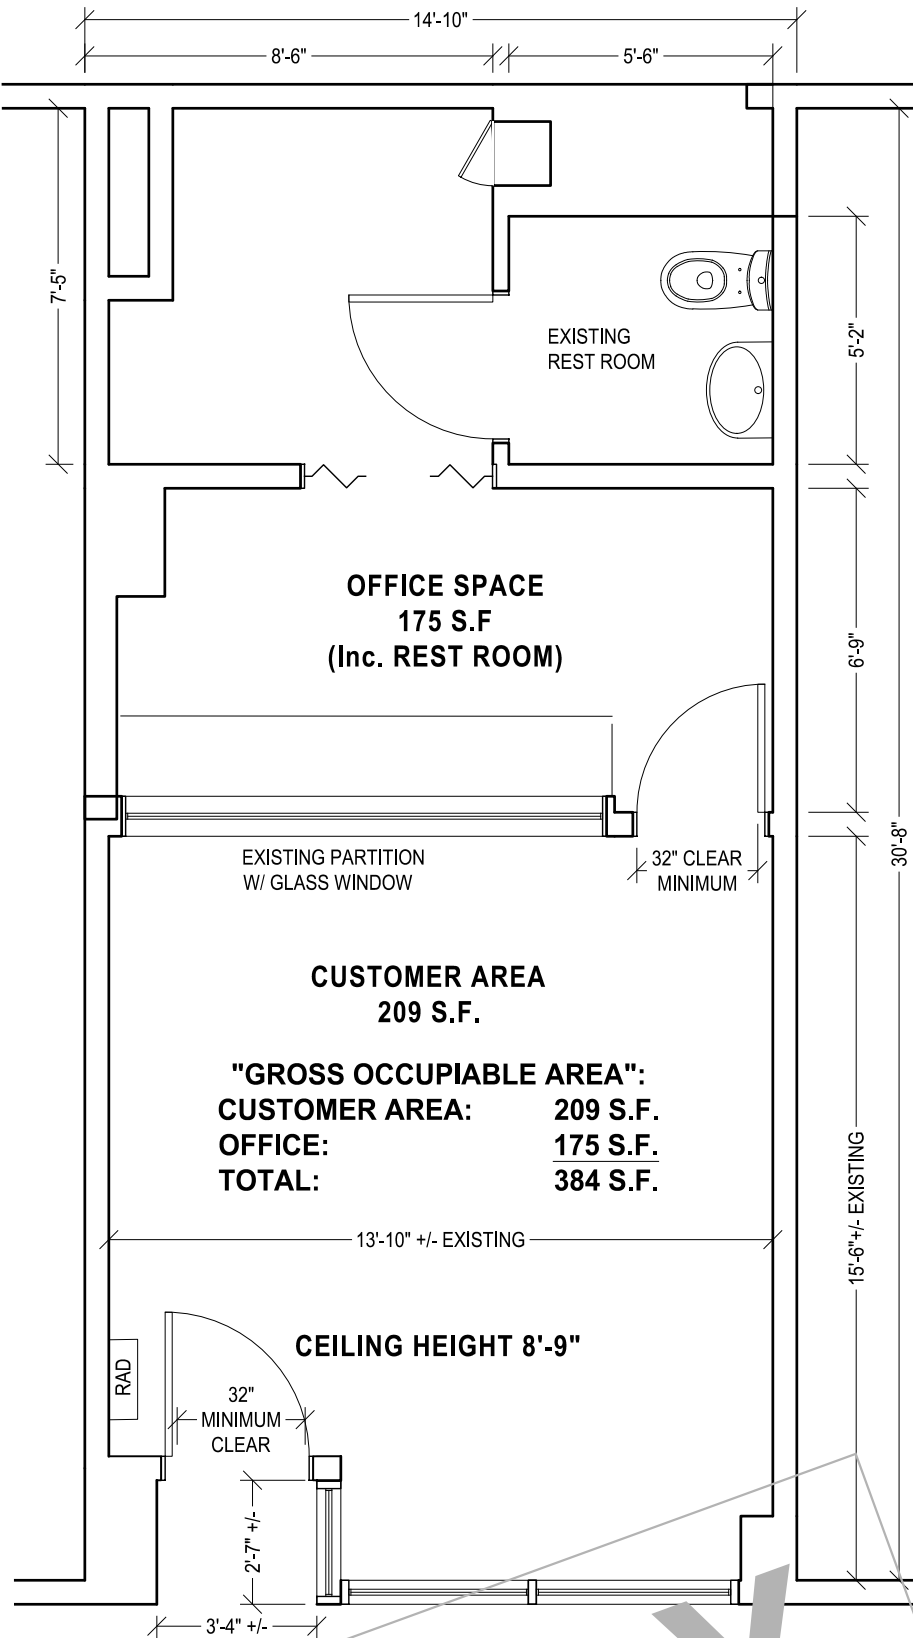 14'-10"
8'-6"
5'-6"
7'-5"
EXISTING
REST ROOM
5'-2"
OFFICE SPACE
175 S.F
(Inc. REST ROOM)
6'-9"
30'-8"
EXISTING PARTITION
W/ GLASS WINDOW
32" CLEAR
MINIMUM
CUSTOMER AREA
209 S.F.
"GROSS OCCUPIABLE AREA":
CUSTOMER AREA: 209 S.F.
OFFICE: 175 S.F.
TOTAL: 384 S.F.
15'-6"+/- EXISTING
13'-10" +/- EXISTING
CEILING HEIGHT 8'-9"
RAD
32"
MINIMUM
CLEAR
2'-7" +/-
3'-4" +/-